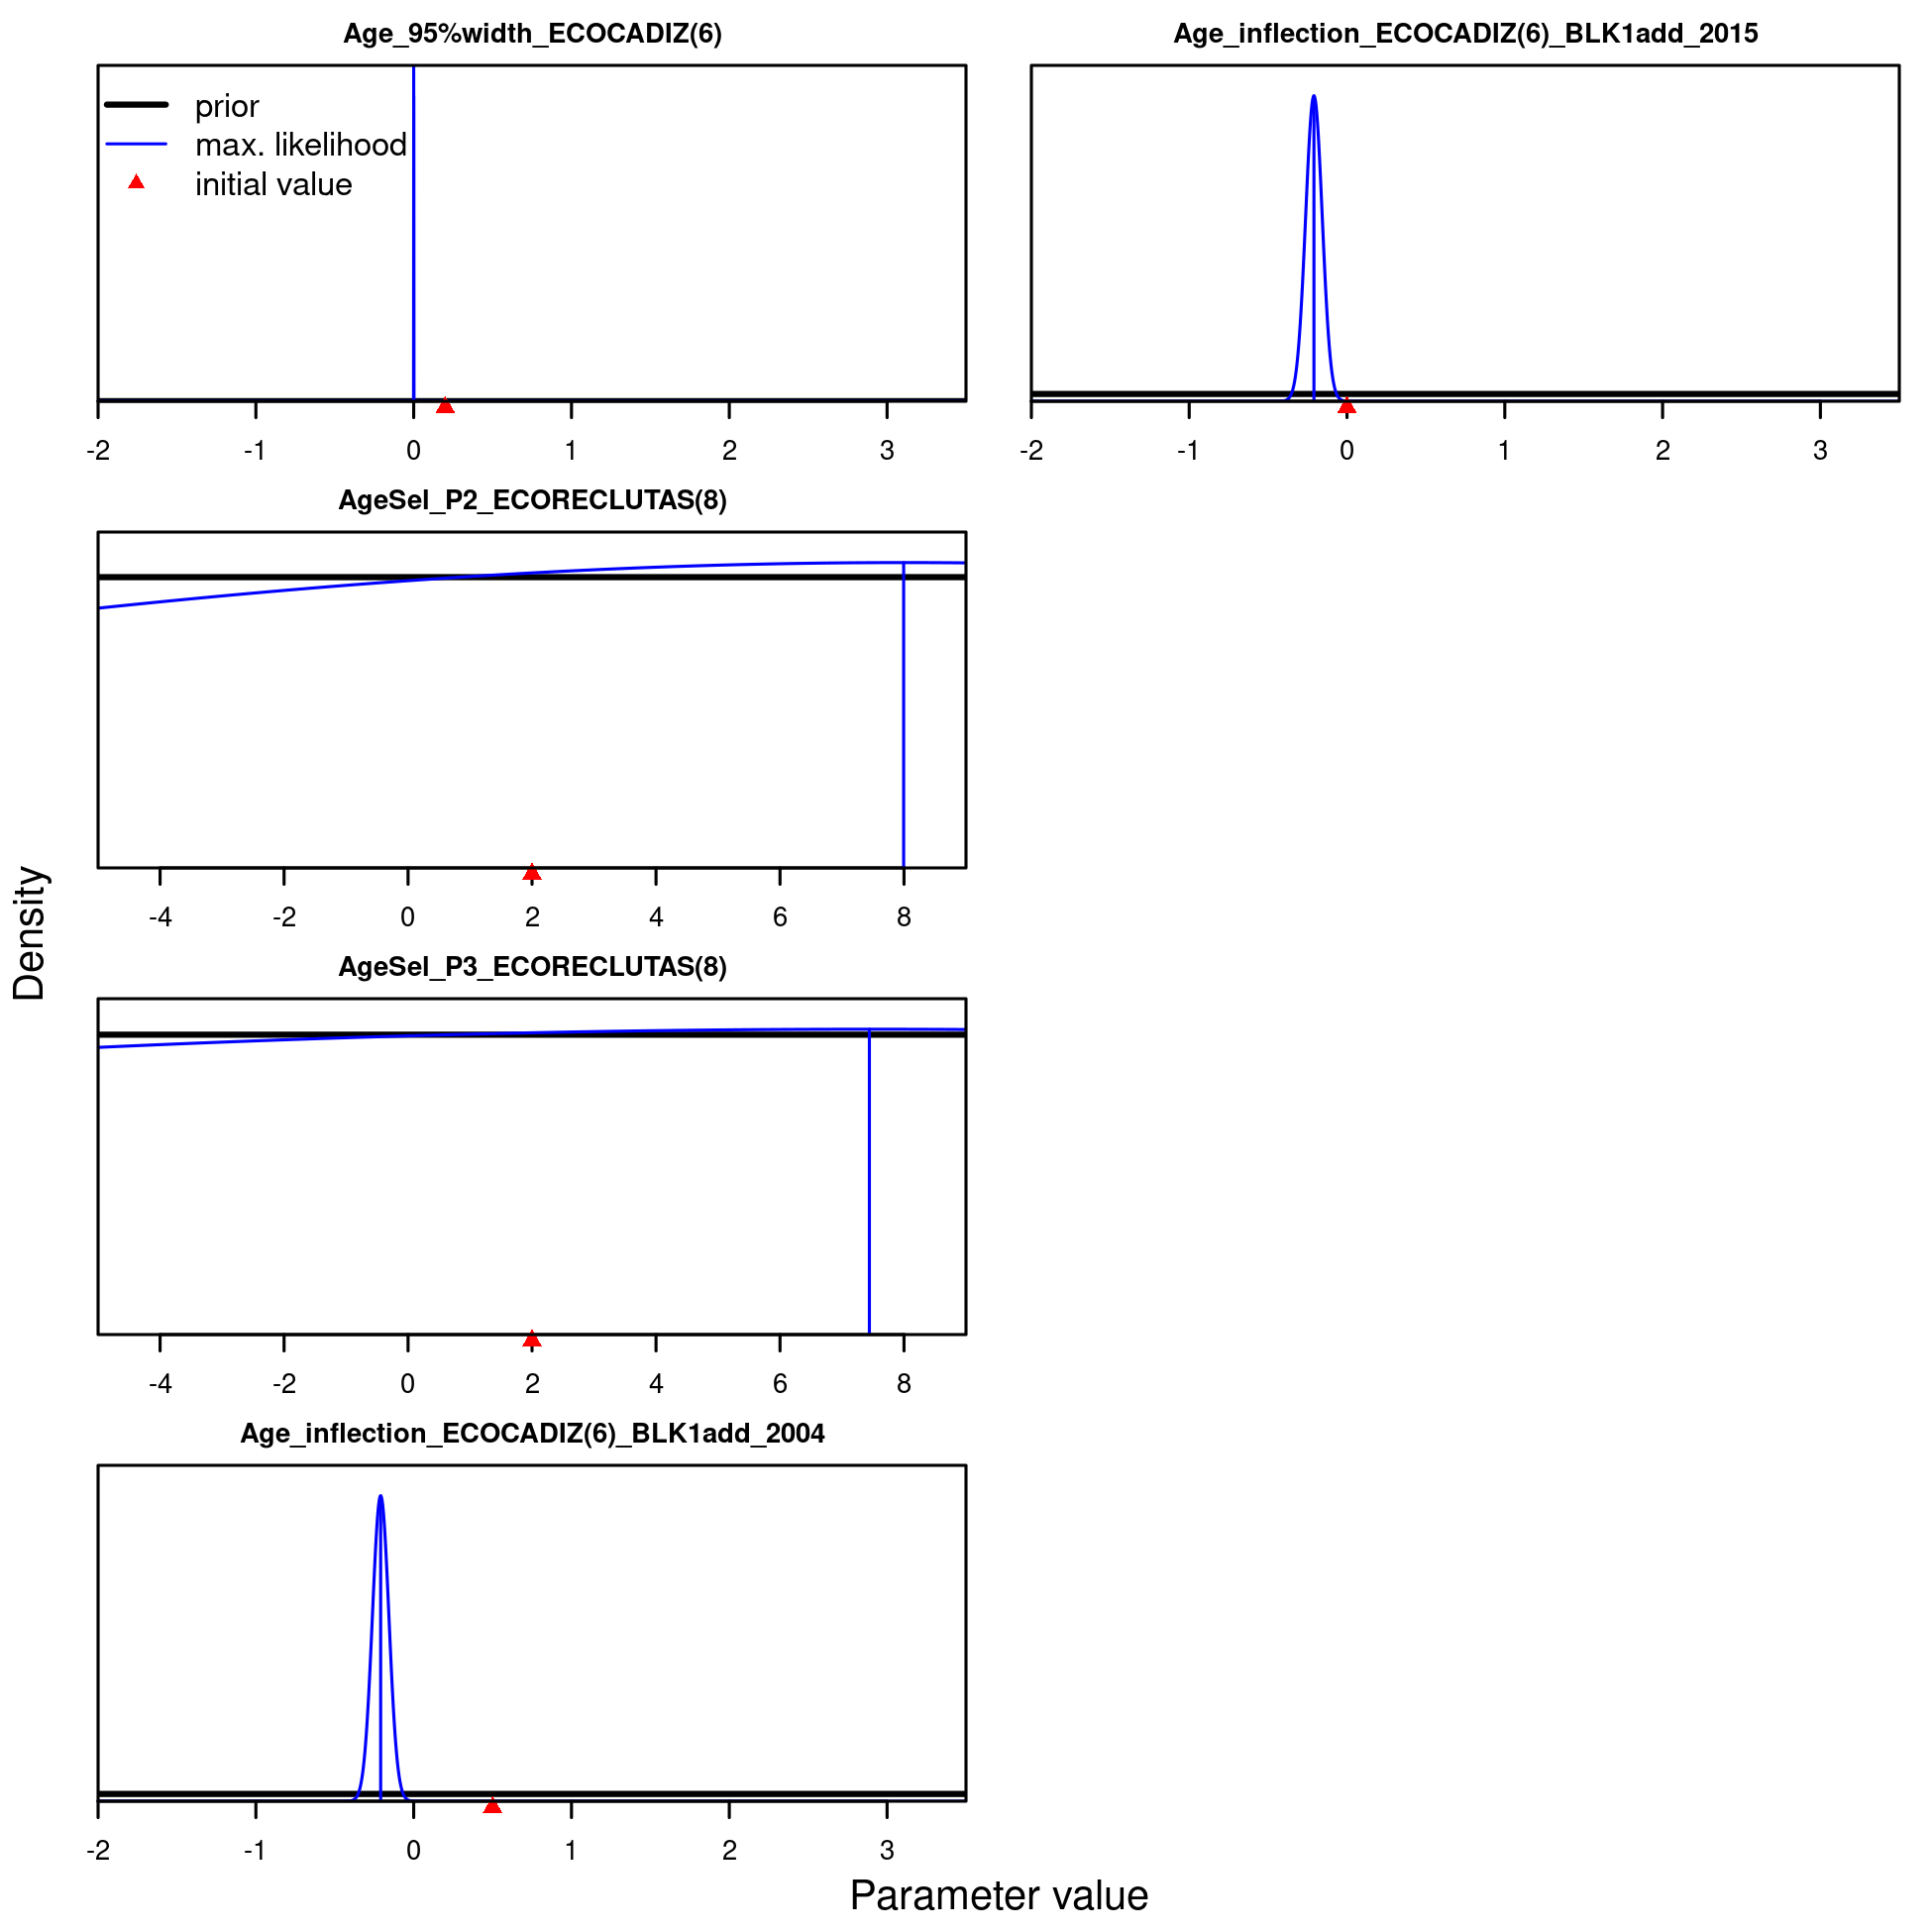 Age_95%width_ECOCADIZ(6)
prior
max. likelihood
initial value
-2 -1 0 1 2 3
Age_inflection_ECOCADIZ(6)_BLK1add_2015
-2 -1 0 1 2 3
AgeSel_P2_ECORECLUTAS(8)
-4 -2 0 2 4 6 8
AgeSel_P3_ECORECLUTAS(8)
-4 -2 0 2 4 6 8
Age_inflection_ECOCADIZ(6)_BLK1add_2004
-2 -1 0 1 2 3
Density
Parameter value